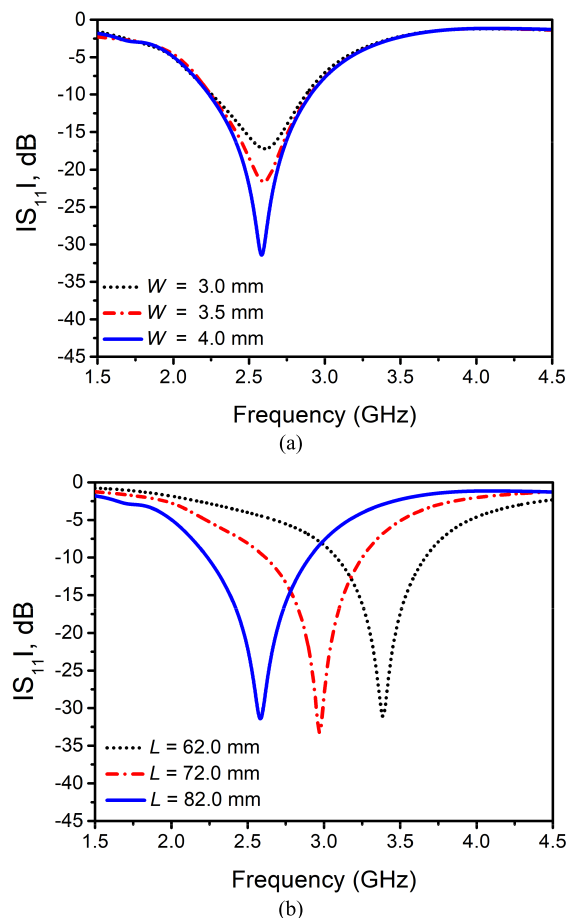 0
-5
-10
-15
-20
-25
-30
-35
-40
-45
|S11|, dB
W = 3.0 mm
W = 3.5 mm
W = 4.0 mm
1.5 2.0 2.5 3.0 3.5 4.0 4.5
Frequency (GHz)
(a)
0
-5
-10
-15
-20
-25
-30
-35
-40
-45
|S11|, dB
L = 62.0 mm
L = 72.0 mm
L = 82.0 mm
1.5 2.0 2.5 3.0 3.5 4.0 4.5
Frequency (GHz)
(b)